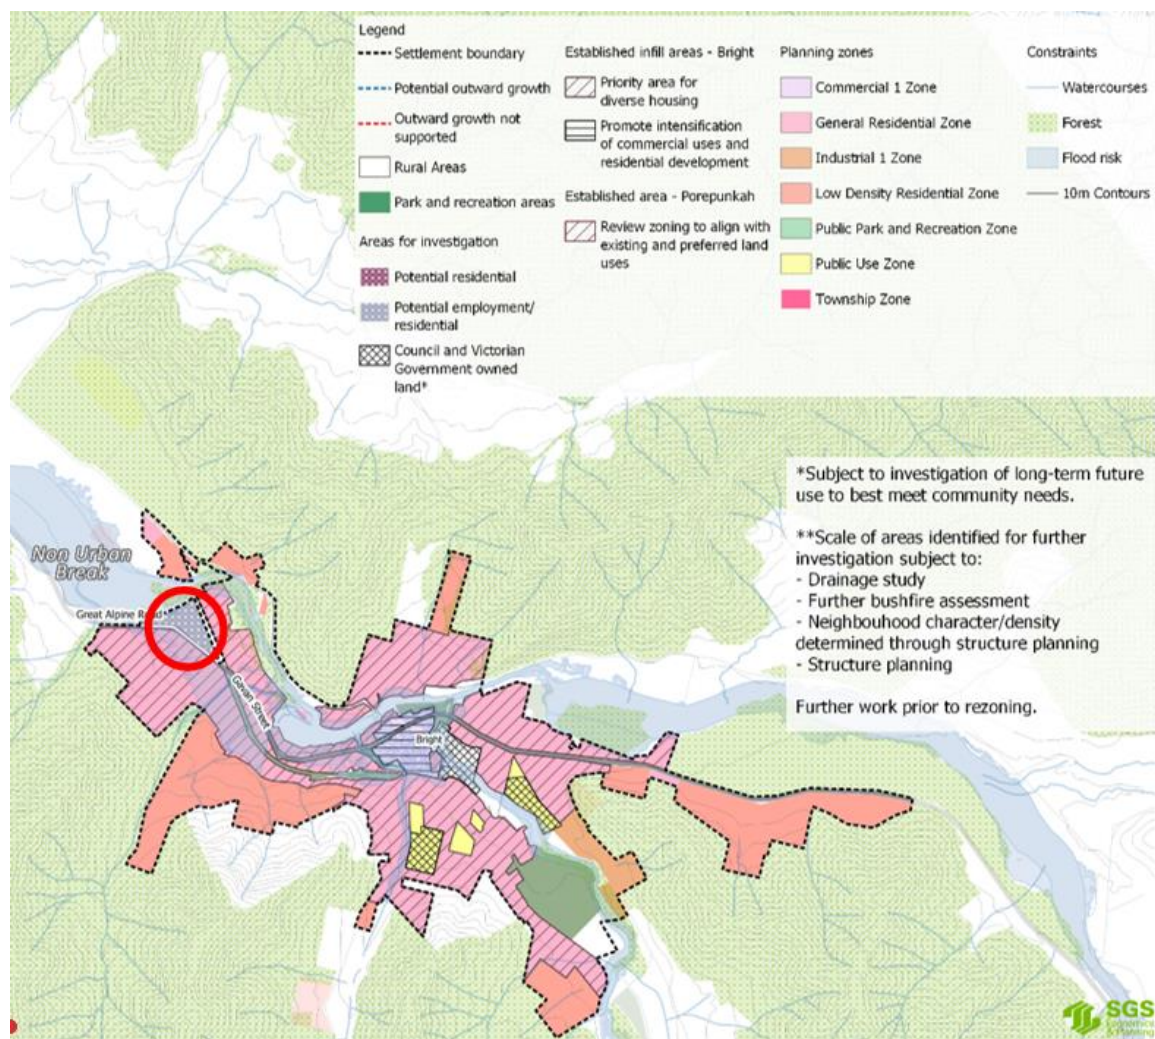 Legend
Settlement boundary
Potential outward growth
Outward growth not
supported
Rural Areas
Park and recreation areas
Areas for investigation
Potential residential
Potential employment/
residential
Council and Victorian
Government owned
land*
Established infill areas - Bright
Priority area for
diverse housing
Promote intensification
of commercial uses and
residential development
Established area - Porepunkah
Review zoning to align with
existing and preferred land
uses
Planning zones
Commercial 1 Zone
General Residential Zone
Industrial 1 Zone
Low Density Residential Zone
Public Park and Recreation Zone
Public Use Zone
Township Zone
Constraints
Watercourses
Forest
Flood risk
10m Contours
*Subject to investigation of long-term future
use to best meet community needs.
**Scale of areas identified for further
investigation subject to:
- Drainage study
- Further bushfire assessment
- Neighbouhood character/density
determined through structure planning
- Structure planning
Further work prior to rezoning.
Non Urban
Break
Great Alpine Road
Gavan Street
Bright
SGS